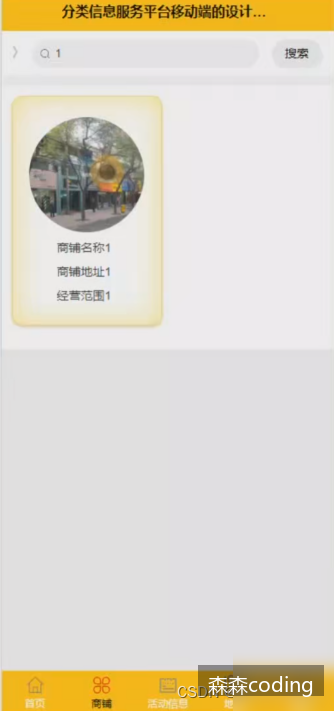 分类信息服务平台移动端的设计...
1
搜索
商铺名称1
商铺地址1
经营范围1
首页
商铺
活动信息
森森coding